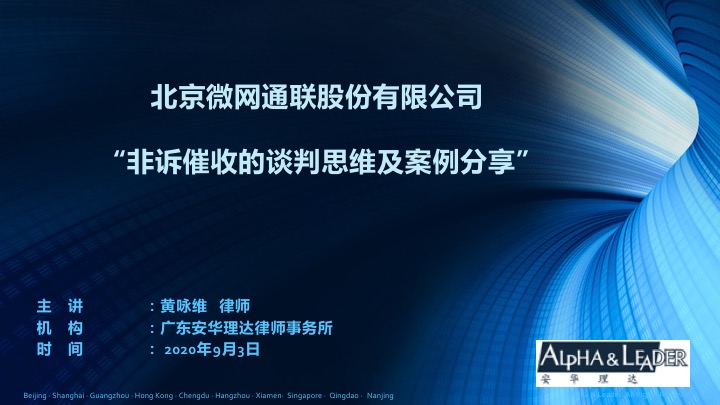 北京微网通联股份有限公司
“非诉催收的谈判思维及案例分享”
主 讲 ：黄咏维 律师
机 构 ：广东安华理达律师事务所
时 间 ： 2020年9月3日
ALPHA & LEADER
安 华 理 达
Beijing · Shanghai · Guangzhou · Hong Kong · Chengdu · Hangzhou · Xiamen · Singapore · Qingdao · Nanjing